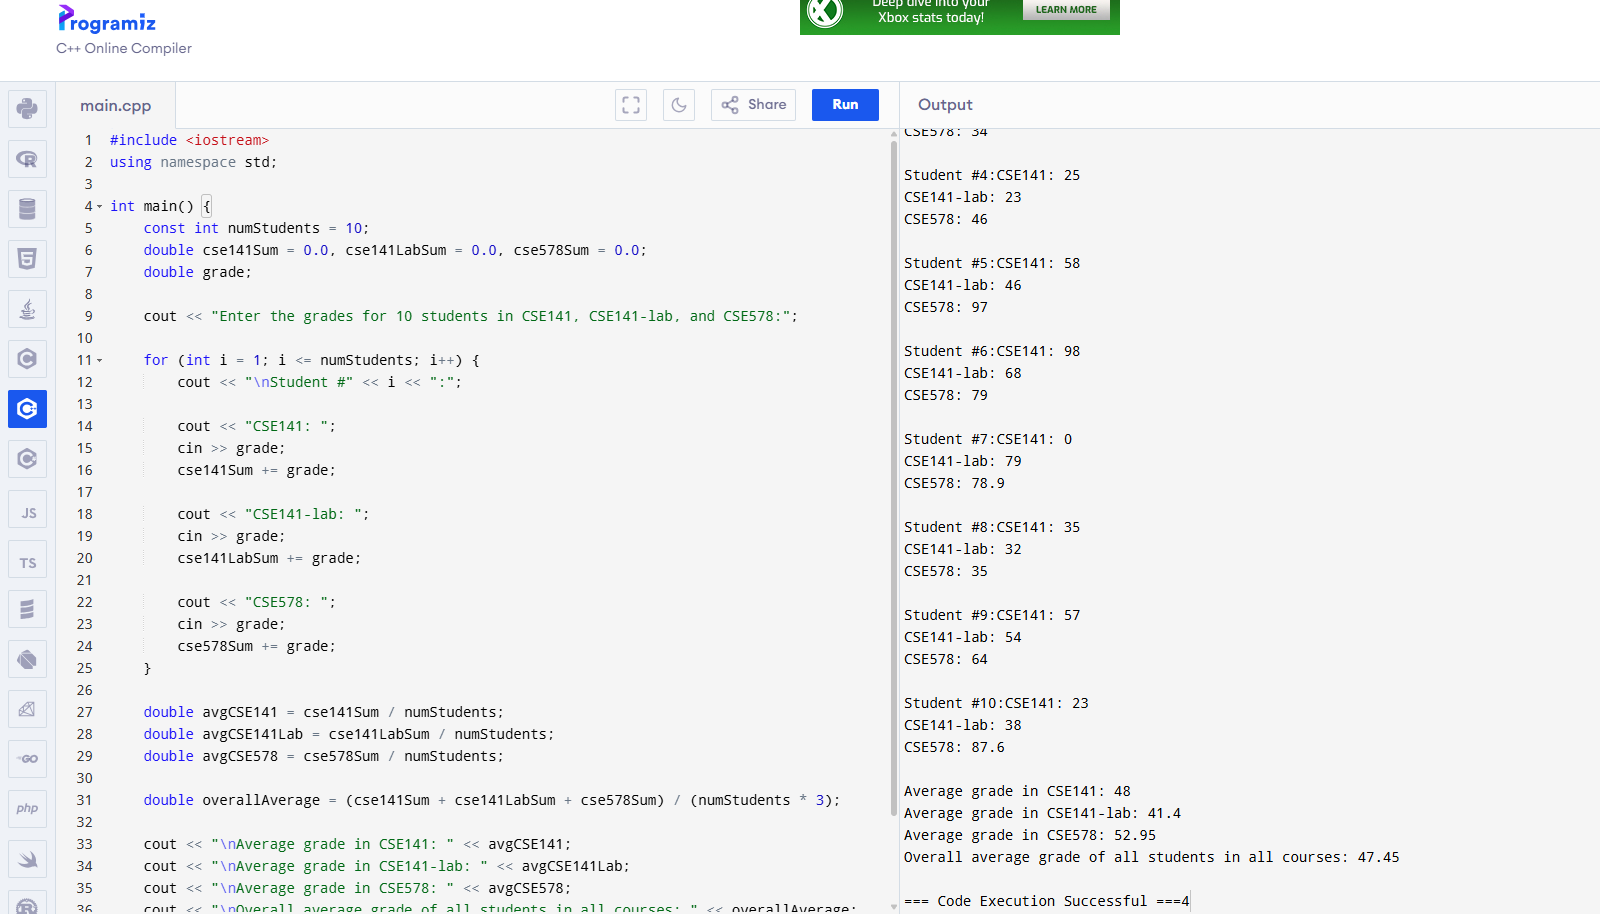 Programiz
C++ Online Compiler
Deep dive into your
Xbox stats today!
LEARN MORE
main.cpp
Share
Run
Output
JS
TS
GO
php
1 #include <iostream>
2 using namespace std;
3
4 int main() {
5 const int numStudents = 10;
6 double cse141Sum = 0.0, cse141LabSum = 0.0, cse578Sum = 0.0;
7 double grade;
8
9 cout << "Enter the grades for 10 students in CSE141, CSE141-lab, and CSE578:";
10
11 for (int i = 1; i <= numStudents; i++) {
12 cout << "\nStudent #" << i << ":";
13
14 cout << "CSE141: ";
15 cin >> grade;
16 cse141Sum += grade;
17
18 cout << "CSE141-lab: ";
19 cin >> grade;
20 cse141LabSum += grade;
21
22 cout << "CSE578: ";
23 cin >> grade;
24 cse578Sum += grade;
25 }
26
27 double avgCSE141 = cse141Sum / numStudents;
28 double avgCSE141Lab = cse141LabSum / numStudents;
29 double avgCSE578 = cse578Sum / numStudents;
30
31 double overallAverage = (cse141Sum + cse141LabSum + cse578Sum) / (numStudents * 3);
32
33 cout << "\nAverage grade in CSE141: " << avgCSE141;
34 cout << "\nAverage grade in CSE141-lab: " << avgCSE141Lab;
35 cout << "\nAverage grade in CSE578: " << avgCSE578;
36 cout << "\nOverall average grade of all students in all courses: " << overallAverage;
CSE578: 34
Student #4:CSE141: 25
CSE141-lab: 23
CSE578: 46
Student #5:CSE141: 58
CSE141-lab: 46
CSE578: 97
Student #6:CSE141: 98
CSE141-lab: 68
CSE578: 79
Student #7:CSE141: 0
CSE141-lab: 79
CSE578: 78.9
Student #8:CSE141: 35
CSE141-lab: 32
CSE578: 35
Student #9:CSE141: 57
CSE141-lab: 54
CSE578: 64
Student #10:CSE141: 23
CSE141-lab: 38
CSE578: 87.6
Average grade in CSE141: 48
Average grade in CSE141-lab: 41.4
Average grade in CSE578: 52.95
Overall average grade of all students in all courses: 47.45
=== Code Execution Successful ===4